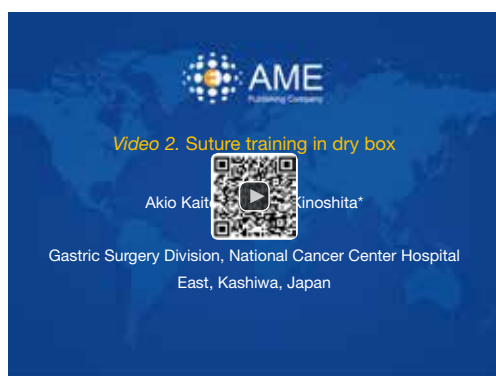 AME
Publishing Company
Video 2. Suture training in dry box
Akio Kaito Kinoshita*
Gastric Surgery Division, National Cancer Center Hospital
East, Kashiwa, Japan